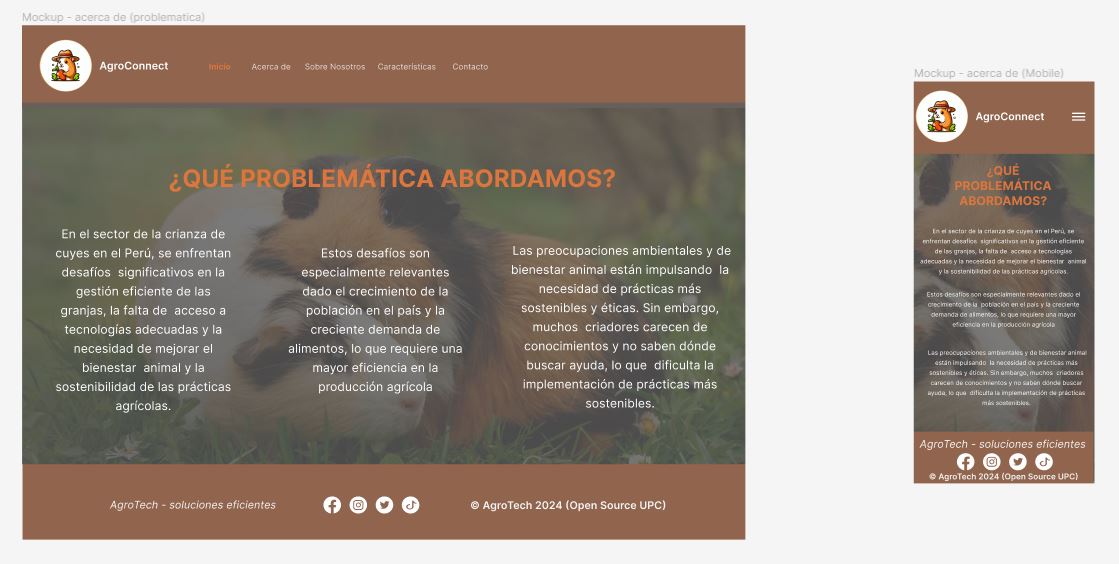 Mockup - acerca de (problematica)
AgroConnect
Inicio Acerca de Sobre Nosotros Características Contacto
¿QUÉ PROBLEMÁTICA ABORDAMOS?
En el sector de la crianza de
cuyes en el Perú, se enfrentan
desafíos significativos en la
gestión eficiente de las
granjas, la falta de acceso a
tecnologías adecuadas y la
necesidad de mejorar el
bienestar animal y la
sostenibilidad de las prácticas
agrícolas.
Estos desafíos son
especialmente relevantes
dado el crecimiento de la
población en el país y la
creciente demanda de
alimentos, lo que requiere una
mayor eficiencia en la
producción agrícola
Las preocupaciones ambientales y de
bienestar animal están impulsando la
necesidad de prácticas más
sostenibles y éticas. Sin embargo,
muchos criadores carecen de
conocimientos y no saben dónde
buscar ayuda, lo que dificulta la
implementación de prácticas más
sostenibles.
AgroTech - soluciones eficientes
© AgroTech 2024 (Open Source UPC)
Mockup - acerca de (Mobile)
AgroConnect
¿QUÉ
PROBLEMÁTICA
ABORDAMOS?
En el sector de la crianza de cuyes en el Perú, se
enfrentan desafíos significativos en la gestión eficiente
de las granjas, la falta de acceso a tecnologías
adecuadas y la necesidad de mejorar el bienestar animal
y la sostenibilidad de las prácticas agrícolas.
Estos desafíos son especialmente relevantes dado el
crecimiento de la población en el país y la creciente
demanda de alimentos, lo que requiere una mayor
eficiencia en la producción agrícola
Las preocupaciones ambientales y de bienestar animal
están impulsando la necesidad de prácticas más
sostenibles y éticas. Sin embargo, muchos criadores
carecen de conocimientos y no saben dónde buscar
ayuda, lo que dificulta la implementación de prácticas
más sostenibles.
AgroTech - soluciones eficientes
© AgroTech 2024 (Open Source UPC)